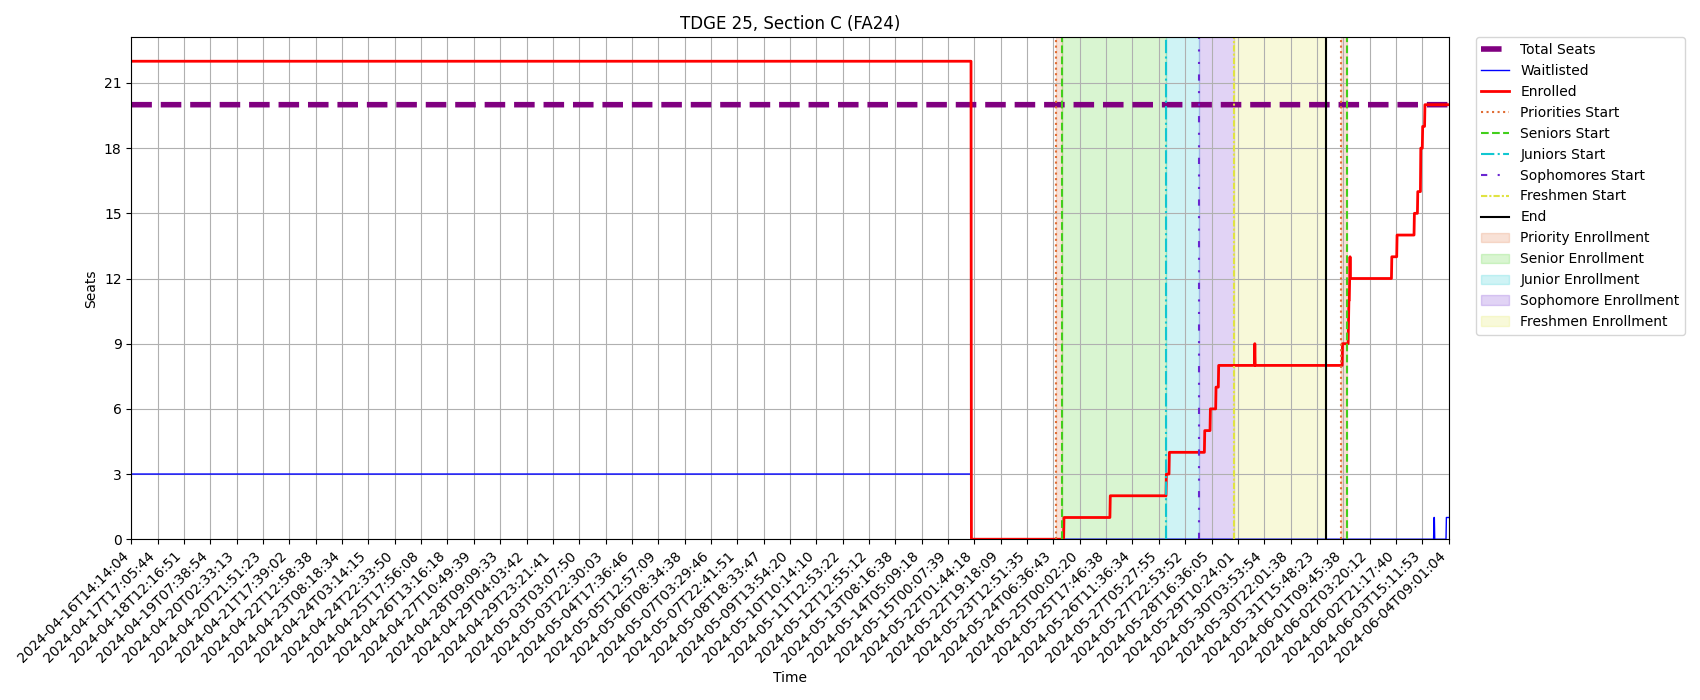 TDGE 25, Section C (FA24)
Total Seats
Waitlisted
Enrolled
Priorities Start
Seniors Start
Juniors Start
Sophomores Start
Freshmen Start
End
Priority Enrollment
Senior Enrollment
Junior Enrollment
Sophomore Enrollment
Freshmen Enrollment
Seats
21
18
15
12
9
6
3
0
2024-04-16T14:14:04
2024-04-17T17:05:44
2024-04-18T12:16:51
2024-04-19T07:38:54
2024-04-20T02:33:13
2024-04-20T21:51:23
2024-04-21T17:39:02
2024-04-22T12:58:38
2024-04-23T08:18:34
2024-04-24T03:14:15
2024-04-24T22:33:50
2024-04-25T17:56:08
2024-04-26T13:16:18
2024-04-27T10:49:39
2024-04-28T09:09:33
2024-04-29T04:03:42
2024-04-29T23:21:41
2024-05-03T03:07:50
2024-05-03T22:30:03
2024-05-04T17:36:46
2024-05-05T12:57:09
2024-05-06T08:34:38
2024-05-07T03:29:46
2024-05-07T22:41:51
2024-05-08T18:33:47
2024-05-09T13:54:20
2024-05-10T10:14:10
2024-05-11T12:53:22
2024-05-12T12:55:12
2024-05-13T08:16:38
2024-05-14T15:09:18
2024-05-15T00:07:39
2024-05-22T01:44:18
2024-05-22T19:18:09
2024-05-23T12:51:35
2024-05-24T06:36:43
2024-05-25T00:02:20
2024-05-25T17:46:38
2024-05-26T11:36:34
2024-05-27T05:27:55
2024-05-27T22:53:52
2024-05-28T16:36:05
2024-05-29T10:24:01
2024-05-30T03:53:54
2024-05-30T22:01:38
2024-05-31T15:48:23
2024-06-01T09:45:38
2024-06-02T03:20:12
2024-06-02T21:17:40
2024-06-03T15:11:53
2024-06-04T09:01:04
Time